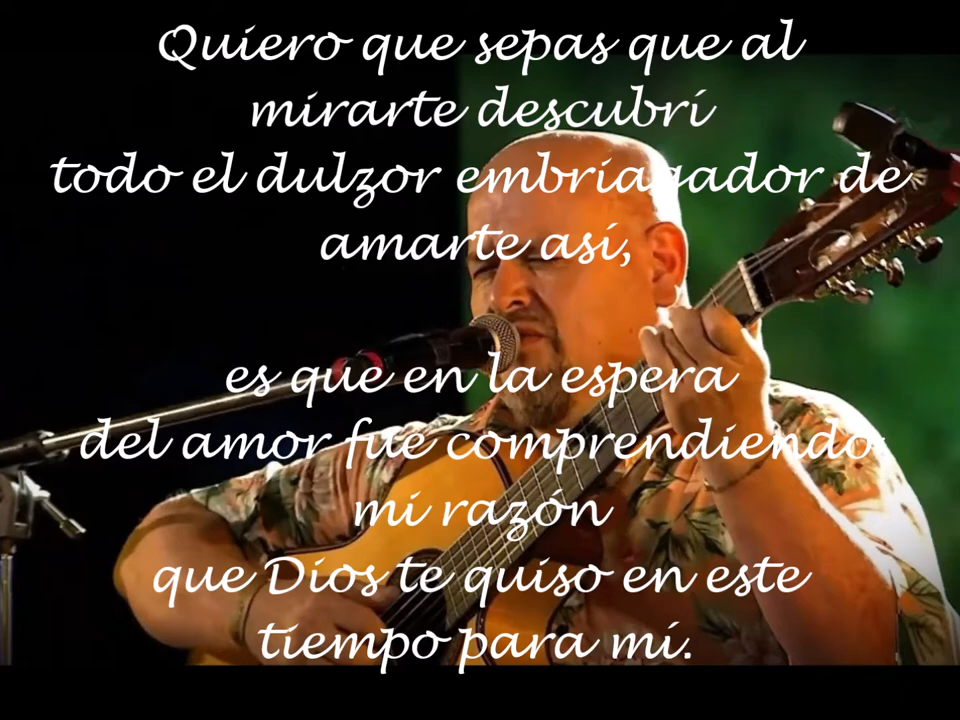 Quiero que sepas que al
mirarte descubrí
todo el dulzor embriagador de
amarte así,
es que en la espera
del amor fue comprendiendo
mi razón
que Dios te quiso en este
tiempo para mí.